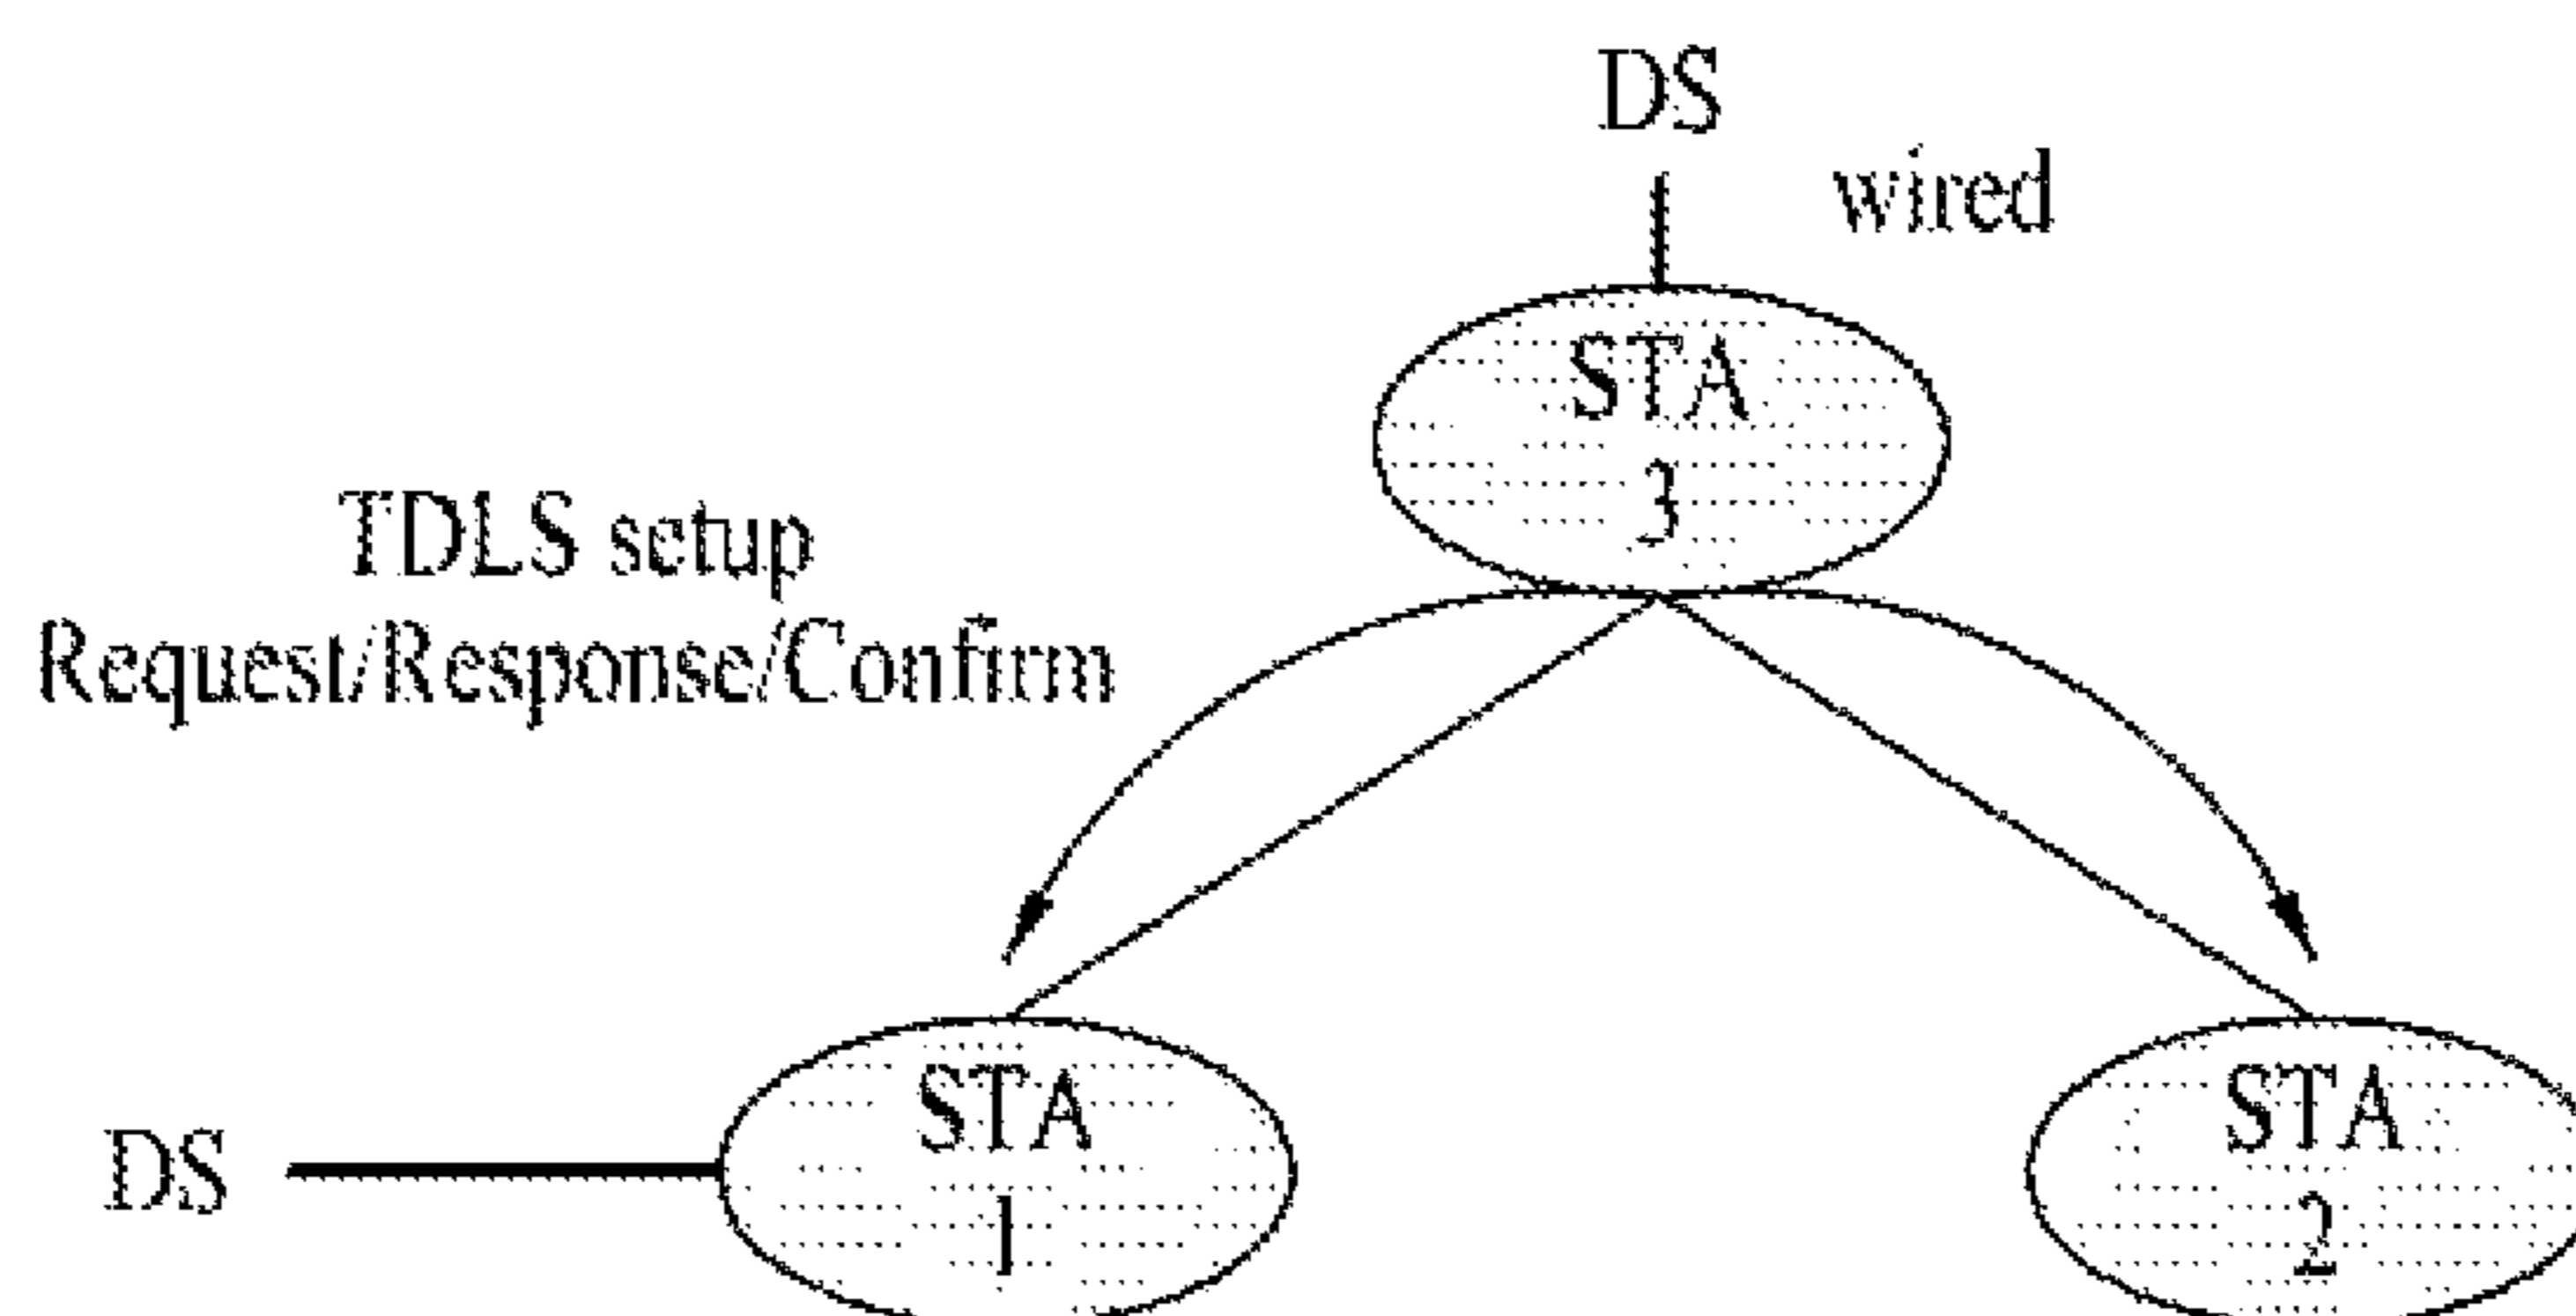 DS
wired
STA
3
TDLS setup
Request/Response/Confirm
STA
1
STA
2
DS